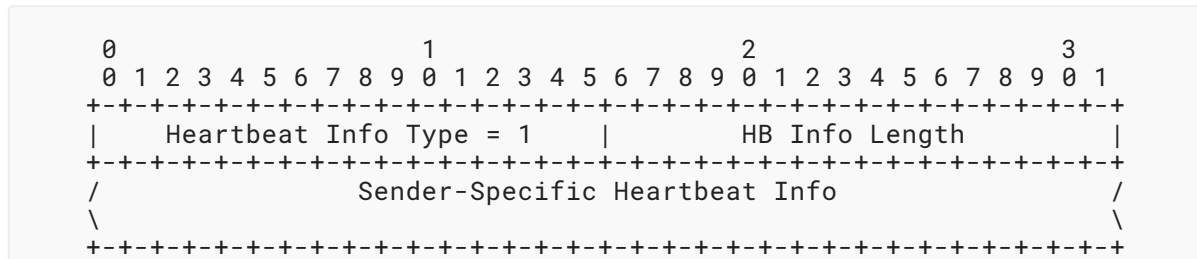 0                   1                   2                   3
 0 1 2 3 4 5 6 7 8 9 0 1 2 3 4 5 6 7 8 9 0 1 2 3 4 5 6 7 8 9 0 1
+-+-+-+-+-+-+-+-+-+-+-+-+-+-+-+-+-+-+-+-+-+-+-+-+-+-+-+-+-+-+-+-+
|    Heartbeat Info Type = 1    |        HB Info Length         |
+-+-+-+-+-+-+-+-+-+-+-+-+-+-+-+-+-+-+-+-+-+-+-+-+-+-+-+-+-+-+-+-+
/                Sender-Specific Heartbeat Info                 /
\                                                               \
+-+-+-+-+-+-+-+-+-+-+-+-+-+-+-+-+-+-+-+-+-+-+-+-+-+-+-+-+-+-+-+-+